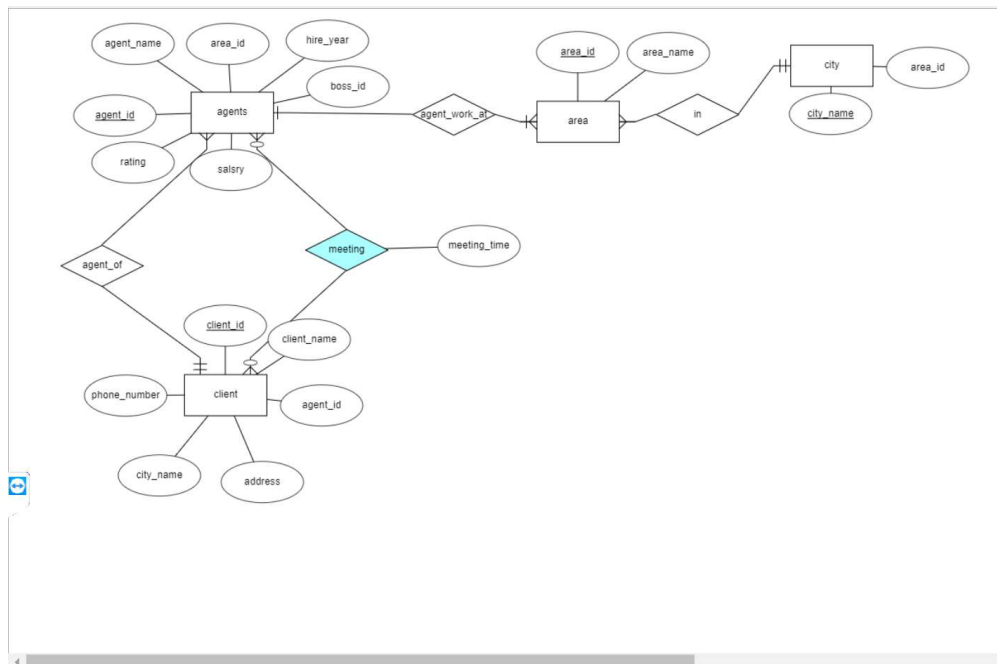 hire_year
agent_name
area_id
area_id
area_name
city
area_id
boss_id
agents
agent_id
agent_work_at
area
in
city_name
rating
salsry
meeting
meeting_time
agent_of
client_id
client_name
phone_number
client
agent_id
city_name
address